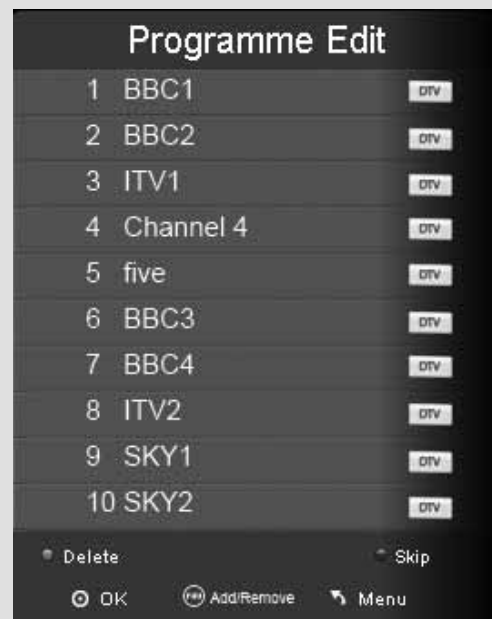 Programme Edit
1 BBC1 DTV
2 BBC2 DTV
3 ITV1 DTV
4 Channel 4 DTV
5 five DTV
6 BBC3 DTV
7 BBC4 DTV
8 ITV2 DTV
9 SKY1 DTV
10 SKY2 DTV
Delete Skip
OK Add/Remove Menu